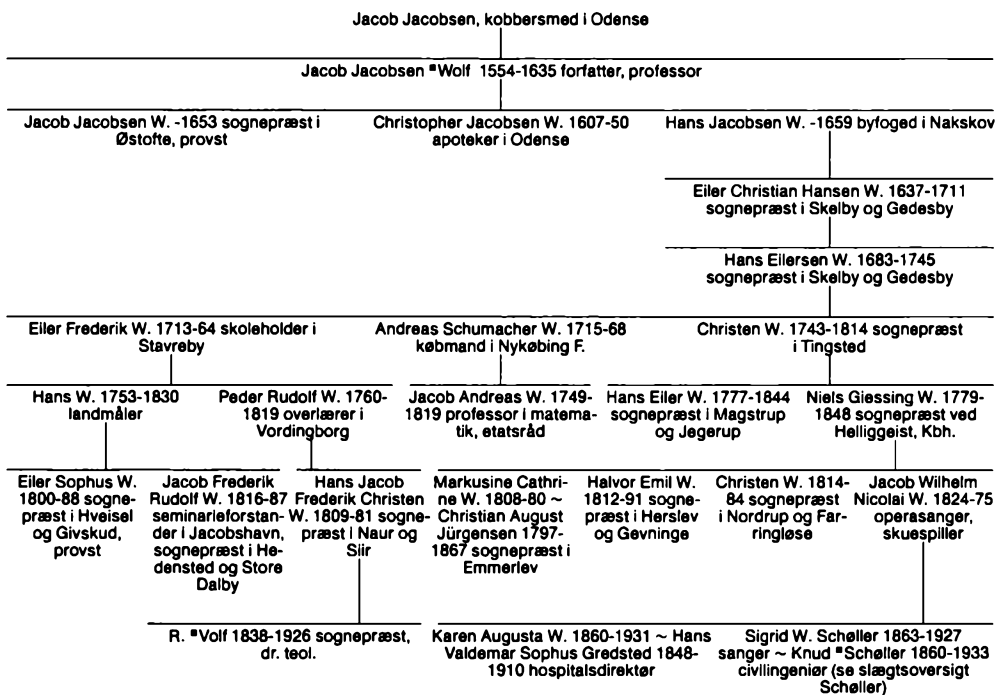 Jacob Jacobsen, kobbersmed i Odense
Jacob Jacobsen ■Wolf 1554-1635 forfatter, professor
Jacob Jacobsen W. -1653 sognepræst i
Østofte, provst
Christopher Jacobsen W. 1607-50
apoteker i Odense
Hans Jacobsen W. -1659 byfoged i Nakskov
Eiler Christian Hansen W. 1637-1711
sognepræst i Skelby og Gedesby
Hans Eilersen W. 1683-1745
sognepræst i Skelby og Gedesby
Eiler Frederik W. 1713-64 skoleholder i
Stavreby
Andreas Schumacher W. 1715-68
købmand i Nykøbing F.
Christen W. 1743-1814 sognepræst
i Tingsted
Hans W. 1753-1830
landmåler
Peder Rudolf W. 1760-
1819 overlærer i
Vordingborg
Jacob Andreas W. 1749-
1819 professor i matema-
tik, etatsråd
Hans Eiler W. 1777-1844
sognepræst i Magstrup
og Jegerup
Niels Giessing W. 1779-
1848 sognepræst ved
Helliggeist, Kbh.
Eiler Sophus W.
1800-88 sogne-
præst i Hvejsel
og Givskud,
provst
Jacob Frederik
Rudolf W. 1816-87
seminarieforstan-
der i Jacobshavn,
sognepræst i He-
densted og Store
Dalby
Hans Jacob
Frederik Christen
W. 1809-81 sogne-
præst i Naur og
Siir
Markusine Cathri-
ne W. 1808-80 ~
Christian August
Jürgensen 1797-
1867 sognepræst i
Emmerlev
Halvor Emil W.
1812-91 sogne-
præst i Herslev
og Gevninge
Christen W. 1814-
84 sognepræst
i Nordrup og Far-
ringløse
Jacob Wilhelm
Nicolai W. 1824-75
operasanger,
skuespiller
R. ■Volf 1838-1926 sognepræst,
dr. teol.
Karen Augusta W. 1860-1931 ~ Hans
Valdemar Sophus Gredsted 1848-
1910 hospitalsdirektør
Sigrid W. Schøller 1863-1927
sanger ~ Knud ■Schøller 1860-1933
civilingeniør (se slægtsoversigt
Schøller)